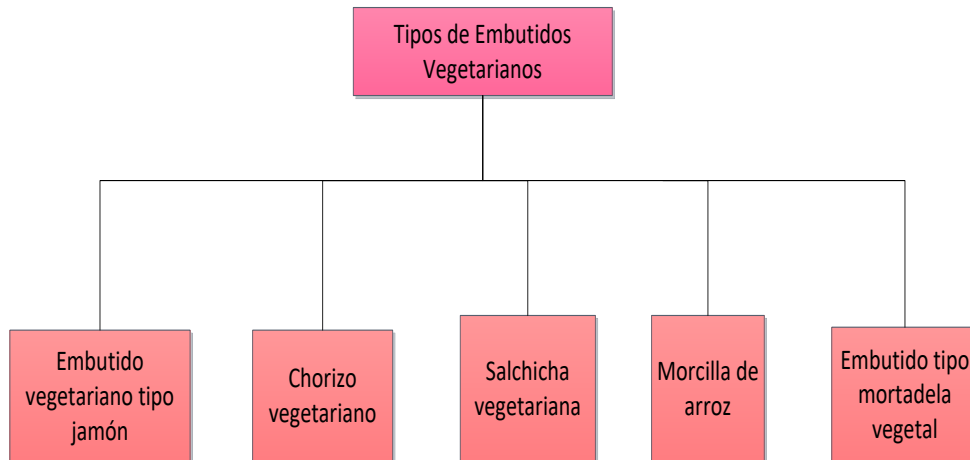 Tipos de Embutidos
Vegetarianos
Embutido
vegetariano tipo
jamón
Chorizo
vegetariano
Salchicha
vegetariana
Morcilla de
arroz
Embutido tipo
mortadela
vegetal